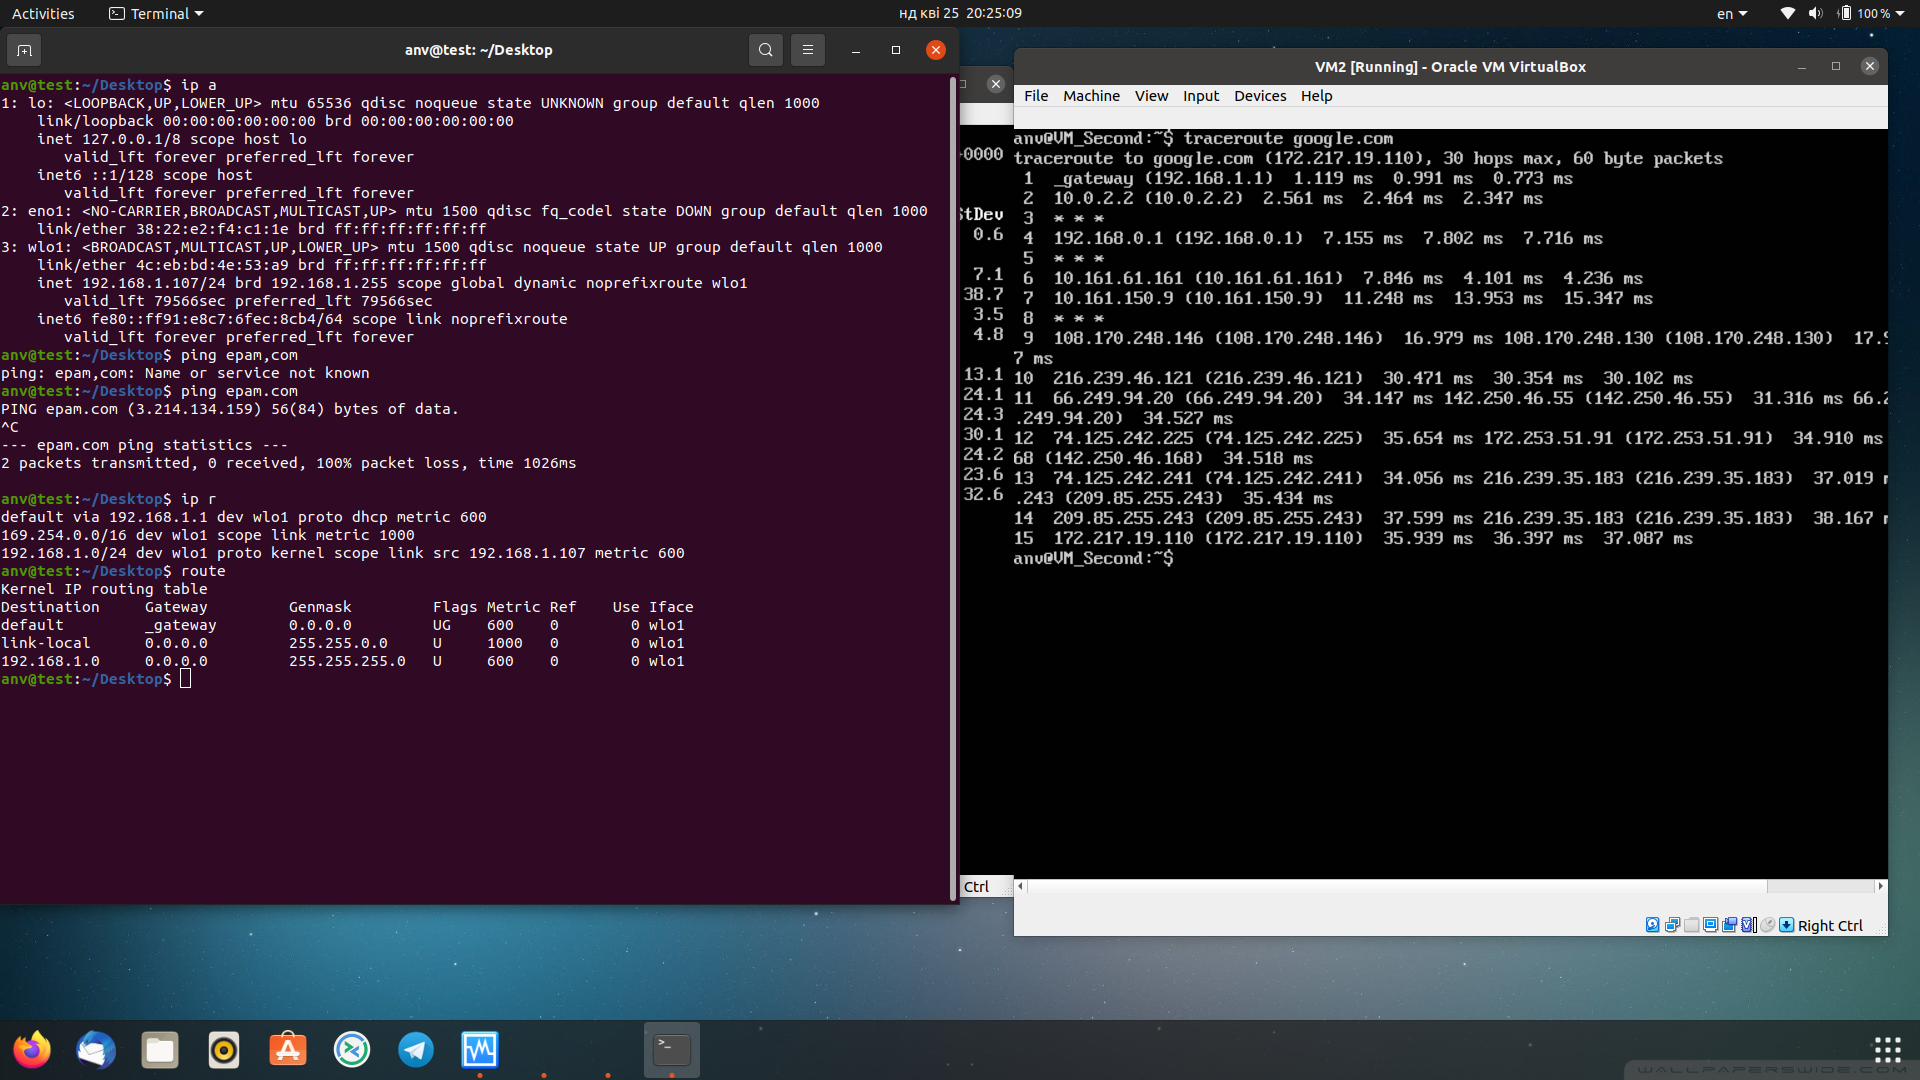 Activities
Terminal
нд кві 25 20:25:09
en
100 %
anv@test: ~/Desktop
anv@test:~/Desktop$ ip a
1: lo: <LOOPBACK,UP,LOWER_UP> mtu 65536 qdisc noqueue state UNKNOWN group default qlen 1000
    link/loopback 00:00:00:00:00:00 brd 00:00:00:00:00:00
    inet 127.0.0.1/8 scope host lo
       valid_lft forever preferred_lft forever
    inet6 ::1/128 scope host
       valid_lft forever preferred_lft forever
2: eno1: <NO-CARRIER,BROADCAST,MULTICAST,UP> mtu 1500 qdisc fq_codel state DOWN group default qlen 1000
    link/ether 38:22:e2:f4:c1:1e brd ff:ff:ff:ff:ff:ff
3: wlo1: <BROADCAST,MULTICAST,UP,LOWER_UP> mtu 1500 qdisc noqueue state UP group default qlen 1000
    link/ether 4c:eb:bd:4e:53:a9 brd ff:ff:ff:ff:ff:ff
    inet 192.168.1.107/24 brd 192.168.1.255 scope global dynamic noprefixroute wlo1
       valid_lft 79566sec preferred_lft 79566sec
    inet6 fe80::ff91:e8c7:6fec:8cb4/64 scope link noprefixroute
       valid_lft forever preferred_lft forever
anv@test:~/Desktop$ ping epam,com
ping: epam,com: Name or service not known
anv@test:~/Desktop$ ping epam.com
PING epam.com (3.214.134.159) 56(84) bytes of data.
^C
--- epam.com ping statistics ---
2 packets transmitted, 0 received, 100% packet loss, time 1026ms
anv@test:~/Desktop$ ip r
default via 192.168.1.1 dev wlo1 proto dhcp metric 600
169.254.0.0/16 dev wlo1 scope link metric 1000
192.168.1.0/24 dev wlo1 proto kernel scope link src 192.168.1.107 metric 600
anv@test:~/Desktop$ route
Kernel IP routing table
Destination     Gateway         Genmask         Flags Metric Ref    Use Iface
default         _gateway        0.0.0.0         UG    600    0        0 wlo1
link-local      0.0.0.0         255.255.0.0     U     1000   0        0 wlo1
192.168.1.0     0.0.0.0         255.255.255.0   U     600    0        0 wlo1
anv@test:~/Desktop$
0000
StDev
0.6
7.1
38.7
3.5
4.8
13.1
24.1
24.3
30.1
24.2
23.6
32.6
Ctrl
VM2 [Running] - Oracle VM VirtualBox
File Machine View Input Devices Help
anv@VM_Second:~$ traceroute google.com
traceroute to google.com (172.217.19.110), 30 hops max, 60 byte packets
 1  _gateway (192.168.1.1)  1.119 ms  0.991 ms  0.773 ms
 2  10.0.2.2 (10.0.2.2)  2.561 ms  2.464 ms  2.347 ms
 3  * * *
 4  192.168.0.1 (192.168.0.1)  7.155 ms  7.802 ms  7.716 ms
 5  * * *
 6  10.161.61.161 (10.161.61.161)  7.846 ms  4.101 ms  4.236 ms
 7  10.161.150.9 (10.161.150.9)  11.248 ms  13.953 ms  15.347 ms
 8  * * *
 9  108.170.248.146 (108.170.248.146)  16.979 ms 108.170.248.130 (108.170.248.130)  17.9
7 ms
10  216.239.46.121 (216.239.46.121)  30.471 ms  30.354 ms  30.102 ms
11  66.249.94.20 (66.249.94.20)  34.147 ms 142.250.46.55 (142.250.46.55)  31.316 ms 66.2
.249.94.20)  34.527 ms
12  74.125.242.225 (74.125.242.225)  35.654 ms 172.253.51.91 (172.253.51.91)  34.910 ms
68 (142.250.46.168)  34.518 ms
13  74.125.242.241 (74.125.242.241)  34.056 ms 216.239.35.183 (216.239.35.183)  37.019 m
.243 (209.85.255.243)  35.434 ms
14  209.85.255.243 (209.85.255.243)  37.599 ms 216.239.35.183 (216.239.35.183)  38.167 m
15  172.217.19.110 (172.217.19.110)  35.939 ms  36.397 ms  37.087 ms
anv@VM_Second:~$
Right Ctrl
WALLPAPERSWIDE.COM